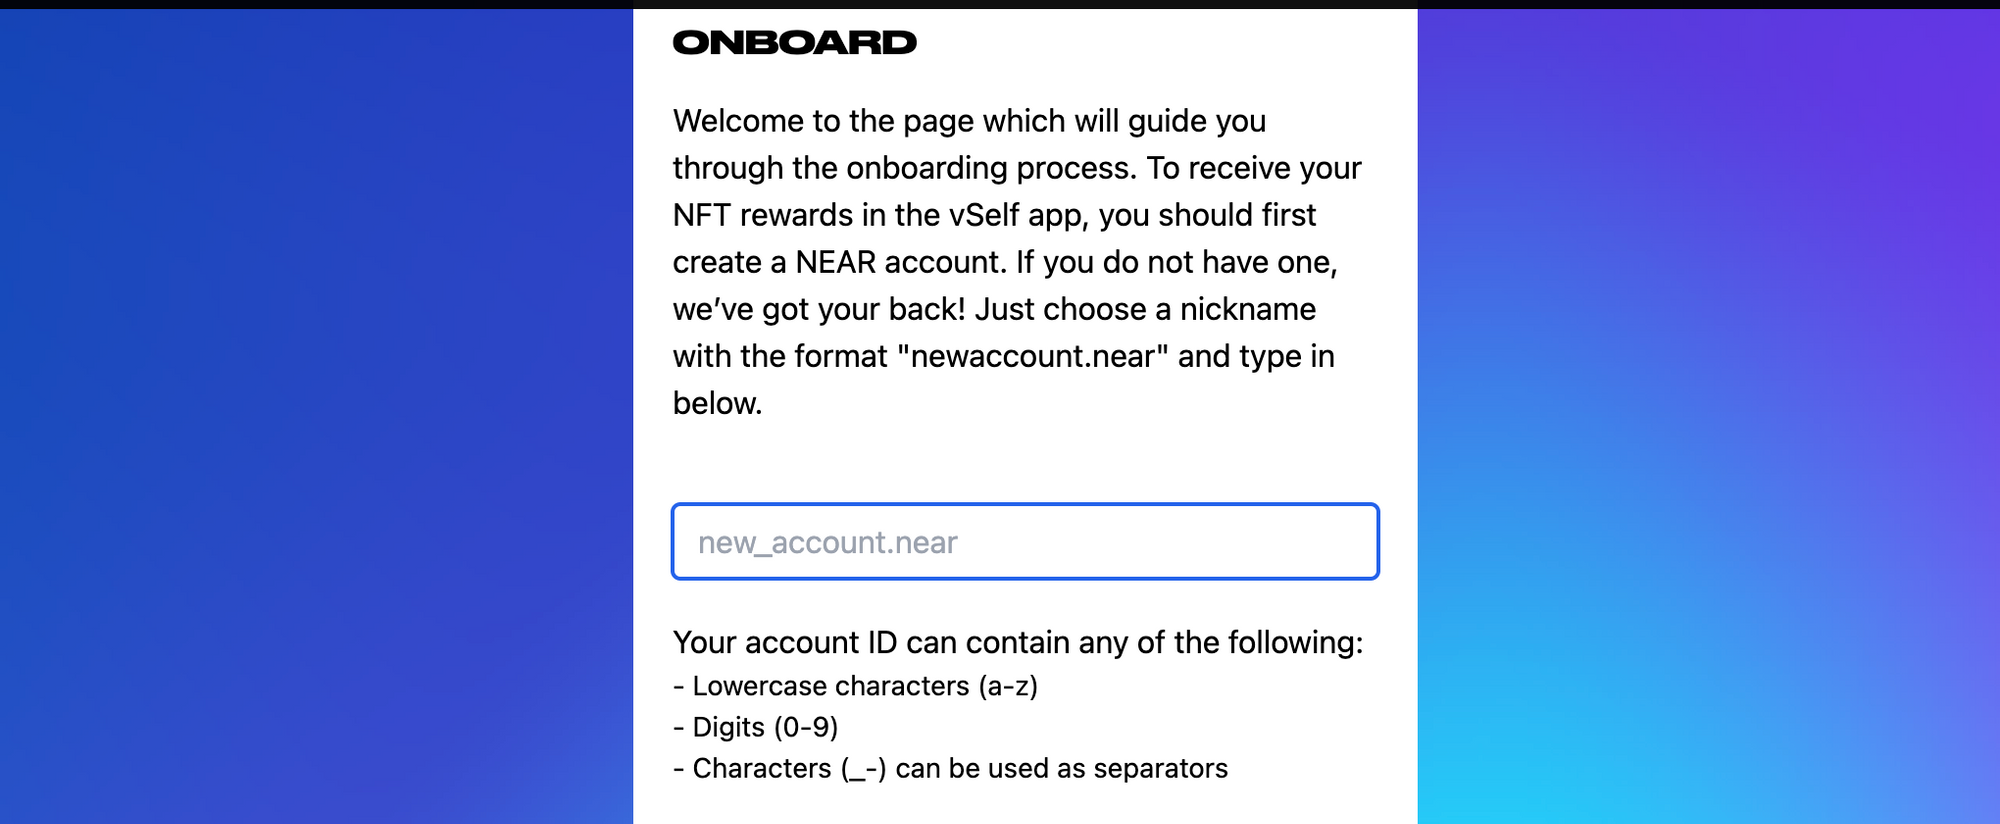 ONBOARD
Welcome to the page which will guide you
through the onboarding process. To receive your
NFT rewards in the vSelf app, you should first
create a NEAR account. If you do not have one,
we’ve got your back! Just choose a nickname
with the format "newaccount.near" and type in
below.
new_account.near
Your account ID can contain any of the following:
- Lowercase characters (a-z)
- Digits (0-9)
- Characters (_-) can be used as separators